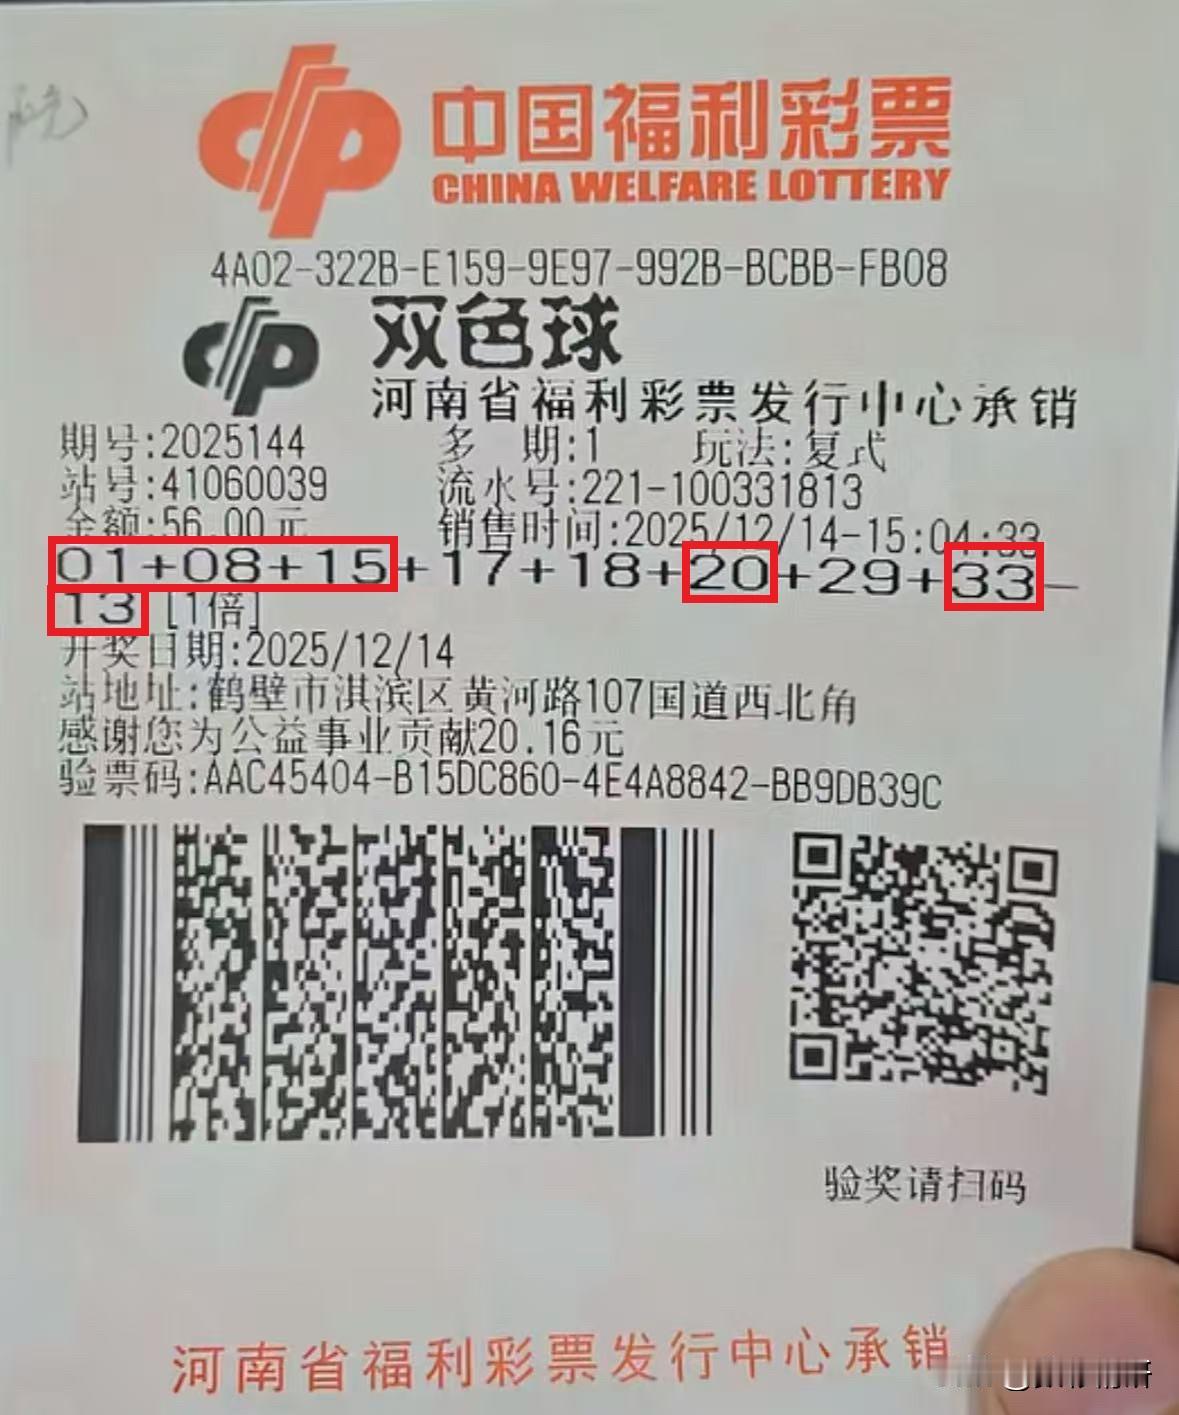 中国福利彩票
CHINA WELFARE LOTTERY
4A02-322B-E159-9E97-992B-BCBB-FB08
双色球
河南省福利彩票发行中心承销
期号:2025144 多 期:1 玩法:复式
站号:41060039 流水号:221-100331813
金额:56.00元 销售时间:2025/12/14-15:04:33
01+08+15+17+18+20+29+33-
13 [1倍]
开奖日期:2025/12/14
站地址:鹤壁市淇滨区黄河路107国道西北角
感谢您为公益事业贡献20.16元
验票码:AAC45404-B15DC860-4E4A8842-BB9DB39C
验奖请扫码
河南省福利彩票发行中心承销